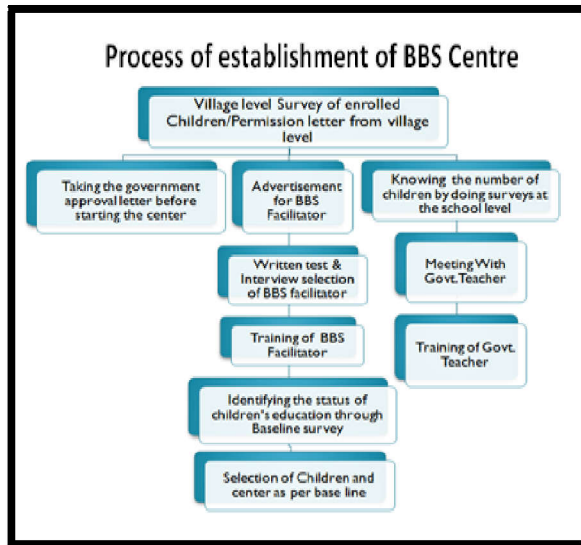 Process of establishment of BBS Centre
Village level Survey of enrolled
Children/Permission letter from village
level
Taking the government
approval letter before
starting the center
Advertisement
for BBS
Facilitator
Knowing the number of
children by doing surveys at
the school level
Written test &
Interview selection
of BBS facilitator
Meeting With
Govt.Teacher
Training of BBS
Facilitator
Training of Govt.
Teacher
Identifying the status of
children's education through
Baseline survey
Selection of Children and
center as per base line